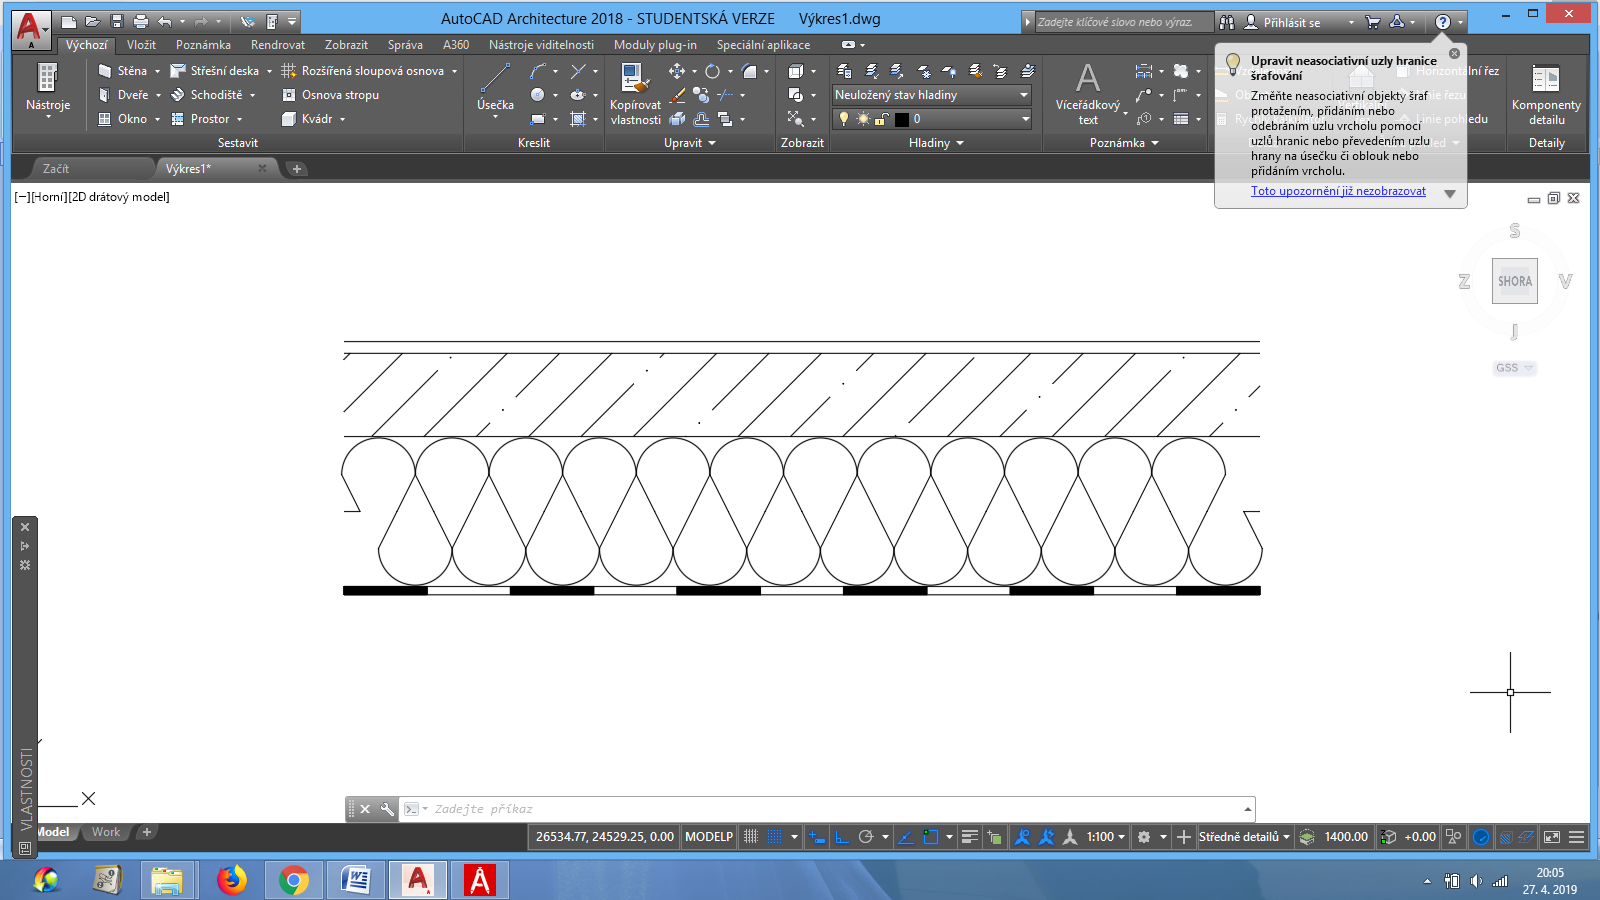 AutoCAD Architecture 2018 - STUDENTSKÁ VERZE Výkres1.dwg
Zadejte klíčové slovo nebo výraz.
Přihlásit se
Výchozí Vložit Poznámka Rendrovat Zobrazit Správa A360 Nástroje viditelnosti Moduly plug-in Speciální aplikace
Nástroje
Stěna Střešní deska Rozšířená sloupová osnova
Dveře Schodiště Osnova stropu
Okno Prostor Kvádr
Sestavit
Úsečka
Kreslit
Kopírovat
vlastnosti
Upravit
Zobrazit
Neuložený stav hladiny
0
Hladiny
Víceřádkový
text
Poznámka
Horizontální řez
Linie řezu
Linie pohledu
Komponenty
detailu
Detaily
Upravit neasociativní uzly hranice
šrafování
Změňte neasociativní objekty šraf
protažením, přidáním nebo
odebráním uzlu vrcholu pomocí
uzlů hranic nebo převedením uzlu
hrany na úsečku či oblouk nebo
přidáním vrcholu.
Toto upozornění již nezobrazovat
Začít Výkres1*
[−][Horní][2D drátový model]
S
Z SHORA V
J
GSS
VLASTNOSTI
X
Zadejte příkaz
Model Work
26534.77, 24529.25, 0.00 MODELP 1:100 Středně detailů 1400.00 +0.00
20:05
27. 4. 2019